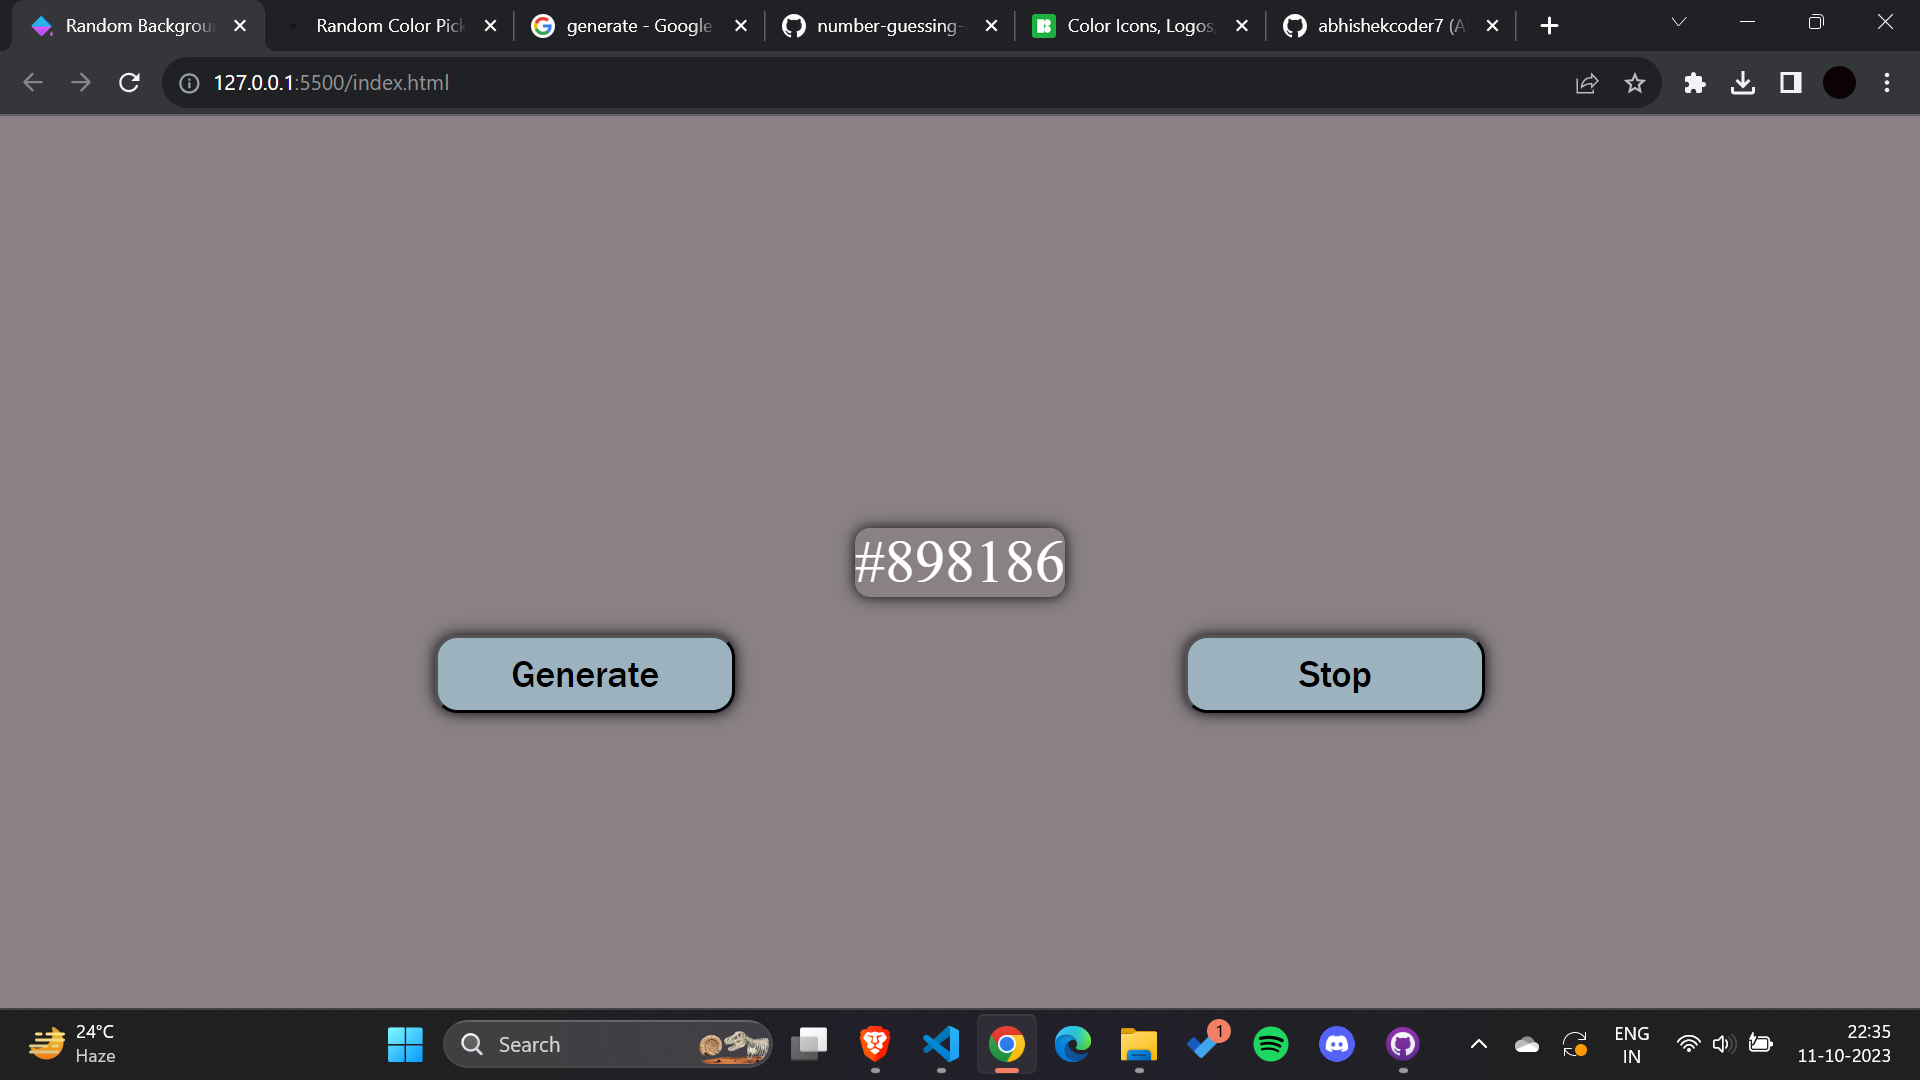 Random Backgrou
Random Color Pick
generate - Google
number-guessing-
Color Icons, Logos,
abhishekcoder7 (A
127.0.0.1:5500/index.html
#898186
Generate
Stop
24°C
Haze
Search
1
ENG
IN
22:35
11-10-2023